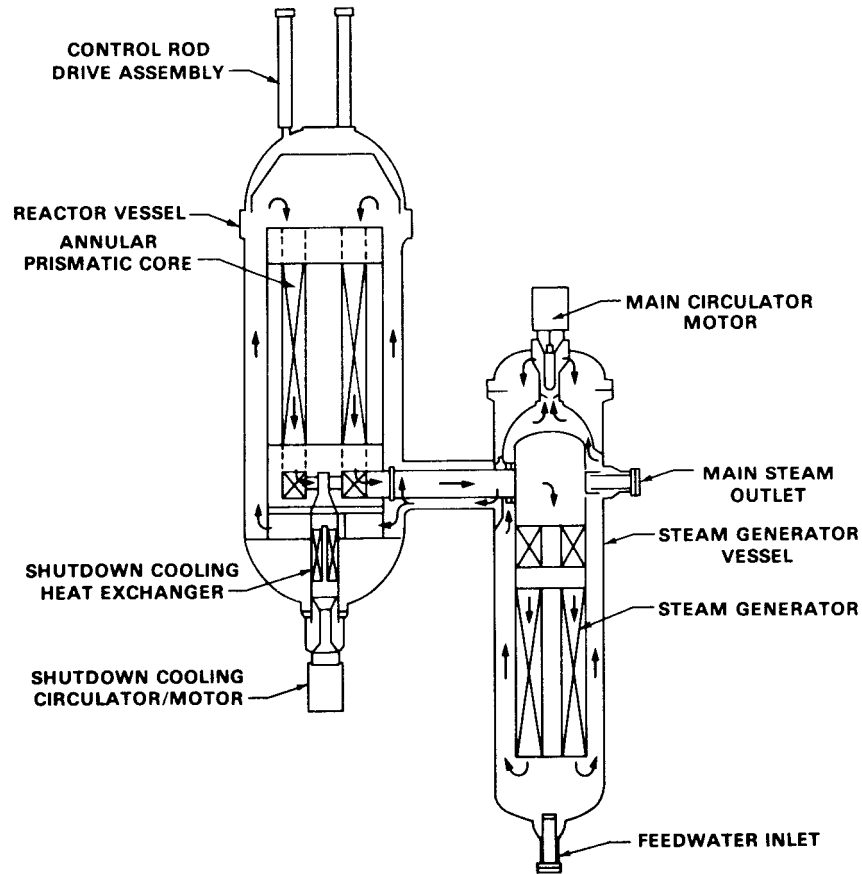 CONTROL ROD
DRIVE ASSEMBLY
REACTOR VESSEL
ANNULAR
PRISMATIC CORE
MAIN CIRCULATOR
MOTOR
MAIN STEAM
OUTLET
STEAM GENERATOR
VESSEL
SHUTDOWN COOLING
HEAT EXCHANGER
STEAM GENERATOR
SHUTDOWN COOLING
CIRCULATOR/MOTOR
FEEDWATER INLET